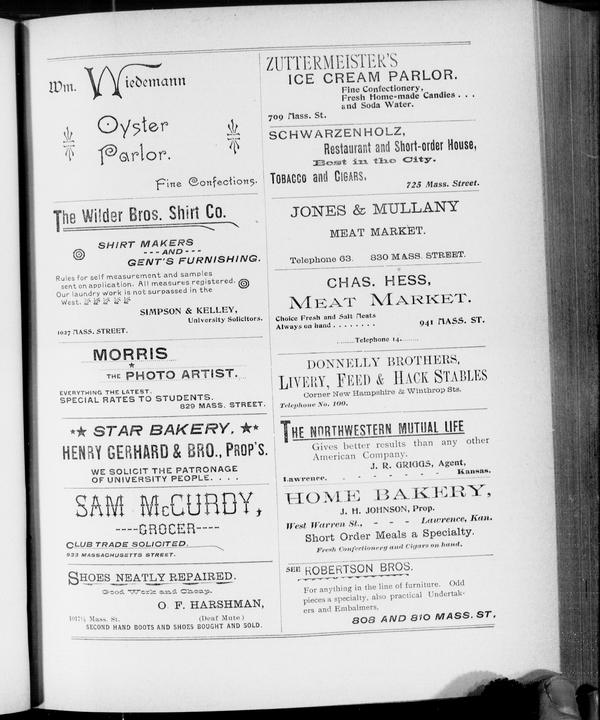 Wm. Wiedemann
Oyster
Parlor.
Fine Confections.
The Wilder Bros. Shirt Co.
SHIRT MAKERS
---AND---
GENT'S FURNISHING.
Rules for self measurement and samples
sent on application. All measures registered.
Our laundry work is not surpassed in the
West.
SIMPSON & KELLEY,
University Solicitors.
1027 MASS. STREET.
MORRIS
THE PHOTO ARTIST.
EVERYTHING THE LATEST.
SPECIAL RATES TO STUDENTS.
829 MASS. STREET.
STAR BAKERY.
HENRY GERHARD & BRO., PROP'S.
WE SOLICIT THE PATRONAGE
OF UNIVERSITY PEOPLE. . . .
SAM McCURDY,
----GROCER----
CLUB TRADE SOLICITED.
933 MASSACHUSETTS STREET.
SHOES NEATLY REPAIRED.
Good Work and Cheap.
O. F. HARSHMAN,
1017½ Mass. St. (Deaf Mute)
SECOND HAND BOOTS AND SHOES BOUGHT AND SOLD.
ZUTTERMEISTER'S
ICE CREAM PARLOR.
Fine Confectionery,
Fresh Home-made Candies . . .
and Soda Water.
709 Mass. St.
SCHWARZENHOLZ,
Restaurant and Short-order House,
Best in the City.
TOBACCO and CIGARS,
725 Mass. Street.
JONES & MULLANY
MEAT MARKET.
Telephone 63. 830 MASS. STREET.
CHAS. HESS,
MEAT MARKET.
Choice Fresh and Salt Meats
Always on hand . . . . . . . .
941 MASS. ST.
........Telephone 14.........
DONNELLY BROTHERS,
LIVERY, FEED & HACK STABLES
Corner New Hampshire & Winthrop Sts.
Telephone No. 100.
THE NORTHWESTERN MUTUAL LIFE
Gives better results than any other
American Company.
J. R. GRIGGS, Agent,
Lawrence, - - - - - - - Kansas.
HOME BAKERY,
J. H. JOHNSON, Prop.
West Warren St., - - - Lawrence, Kan.
Short Order Meals a Specialty.
Fresh Confectionery and Cigars on hand.
SEE ROBERTSON BROS.
For anything in the line of furniture. Odd
pieces a specialty, also practical Undertak-
ers and Embalmers.
808 AND 810 MASS. ST,